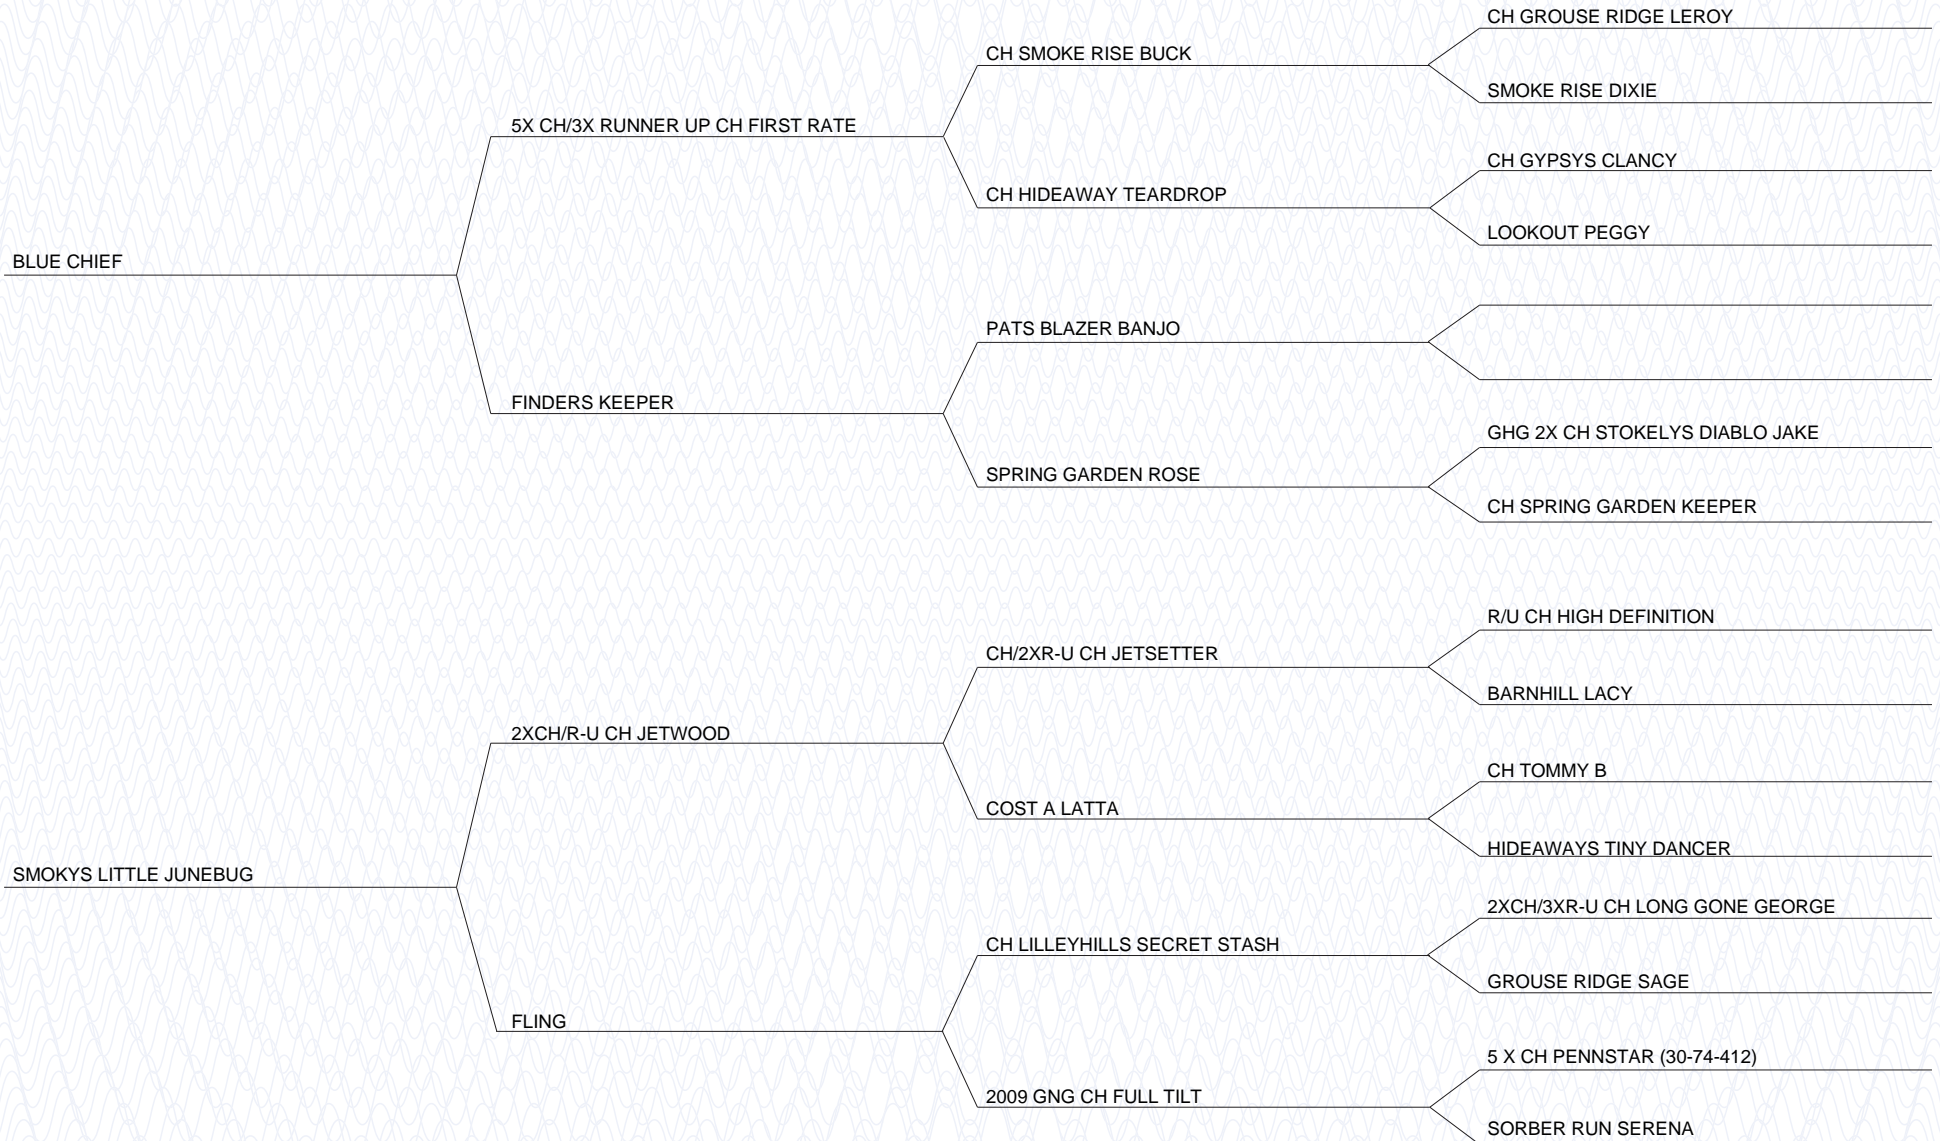 CH GROUSE RIDGE LEROY
CH SMOKE RISE BUCK
SMOKE RISE DIXIE
5X CH/3X RUNNER UP CH FIRST RATE
CH GYPSYS CLANCY
CH HIDEAWAY TEARDROP
LOOKOUT PEGGY
BLUE CHIEF
PATS BLAZER BANJO
FINDERS KEEPER
GHG 2X CH STOKELYS DIABLO JAKE
SPRING GARDEN ROSE
CH SPRING GARDEN KEEPER
R/U CH HIGH DEFINITION
CH/2XR-U CH JETSETTER
BARNHILL LACY
2XCH/R-U CH JETWOOD
CH TOMMY B
COST A LATTA
HIDEAWAYS TINY DANCER
SMOKYS LITTLE JUNEBUG
2XCH/3XR-U CH LONG GONE GEORGE
CH LILLEYHILLS SECRET STASH
GROUSE RIDGE SAGE
FLING
5 X CH PENNSTAR (30-74-412)
2009 GNG CH FULL TILT
SORBER RUN SERENA